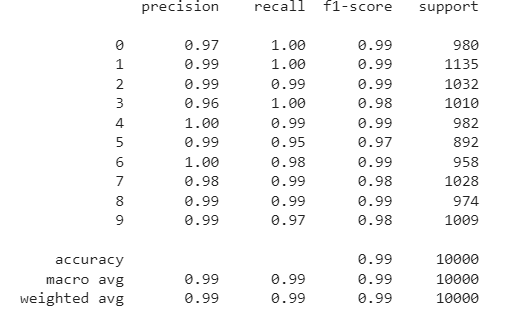 precision recall f1-score support
0 0.97 1.00 0.99 980
1 0.99 1.00 0.99 1135
2 0.99 0.99 0.99 1032
3 0.96 1.00 0.98 1010
4 1.00 0.99 0.99 982
5 0.99 0.95 0.97 892
6 1.00 0.98 0.99 958
7 0.98 0.99 0.98 1028
8 0.99 0.99 0.99 974
9 0.99 0.97 0.98 1009
accuracy 0.99 10000
macro avg 0.99 0.99 0.99 10000
weighted avg 0.99 0.99 0.99 10000